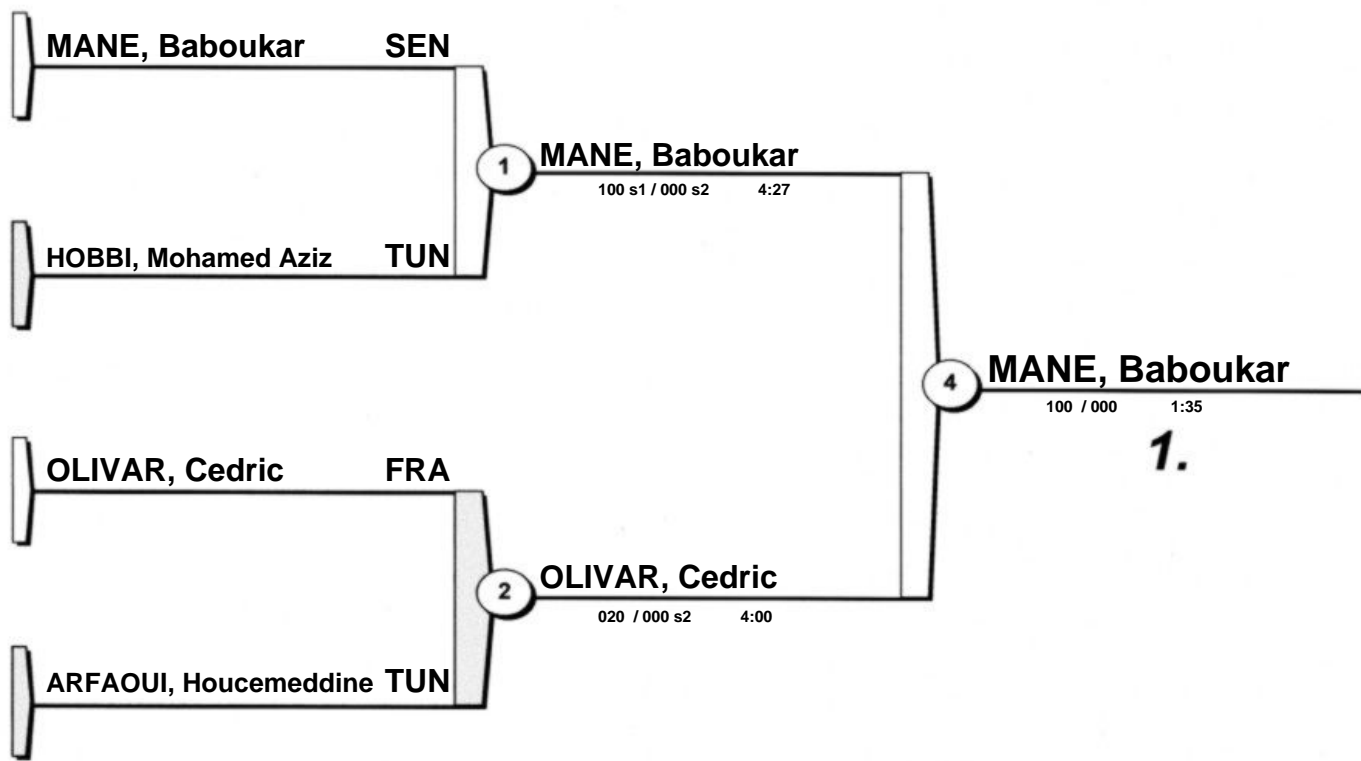 MANE, Baboukar SEN
1
MANE, Baboukar
100 s1 / 000 s2 4:27
HOBBI, Mohamed Aziz TUN
4
MANE, Baboukar
100 / 000 1:35
1.
OLIVAR, Cedric FRA
2
OLIVAR, Cedric
020 / 000 s2 4:00
ARFAOUI, Houcemeddine TUN